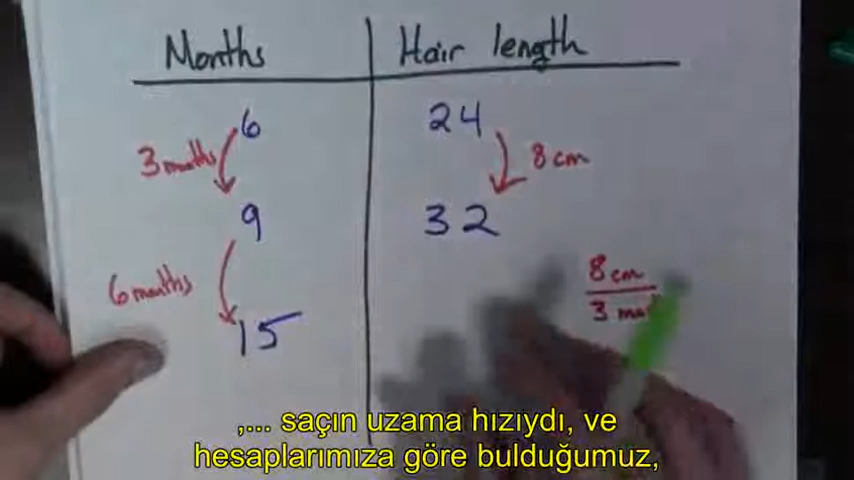 Months Hair length
6 24
3 months 8 cm
9 32
6 months 8 cm
3
15
,... saçın uzama hızıydı, ve
hesaplarımıza göre bulduğumuz,